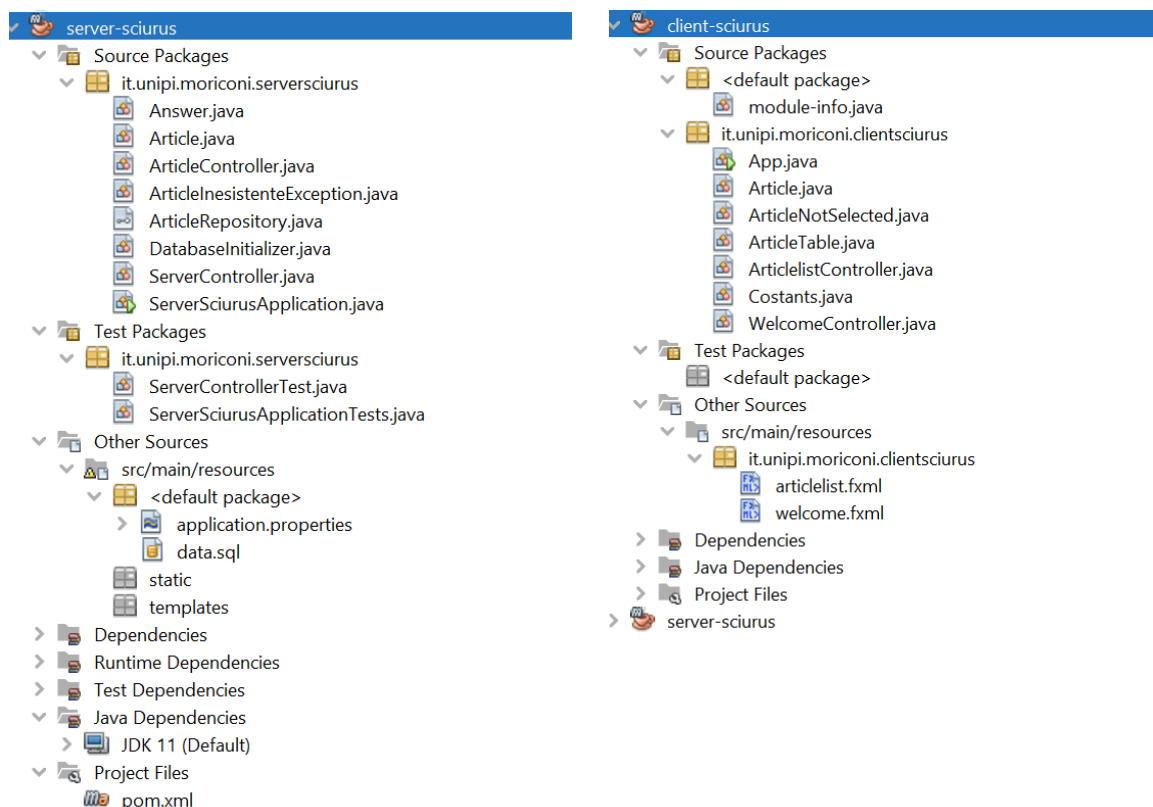 server-sciurus
Source Packages
it.unipi.moriconi.serversciurus
Answer.java
Article.java
ArticleController.java
ArticleInesistenteException.java
ArticleRepository.java
DatabaseInitializer.java
ServerController.java
ServerSciurusApplication.java
Test Packages
it.unipi.moriconi.serversciurus
ServerControllerTest.java
ServerSciurusApplicationTests.java
Other Sources
src/main/resources
<default package>
application.properties
data.sql
static
templates
Dependencies
Runtime Dependencies
Test Dependencies
Java Dependencies
JDK 11 (Default)
Project Files
pom.xml
client-sciurus
Source Packages
<default package>
module-info.java
it.unipi.moriconi.clientsciurus
App.java
Article.java
ArticleNotSelected.java
ArticleTable.java
ArticlelistController.java
Costants.java
WelcomeController.java
Test Packages
<default package>
Other Sources
src/main/resources
it.unipi.moriconi.clientsciurus
articlelist.fxml
welcome.fxml
Dependencies
Java Dependencies
Project Files
server-sciurus